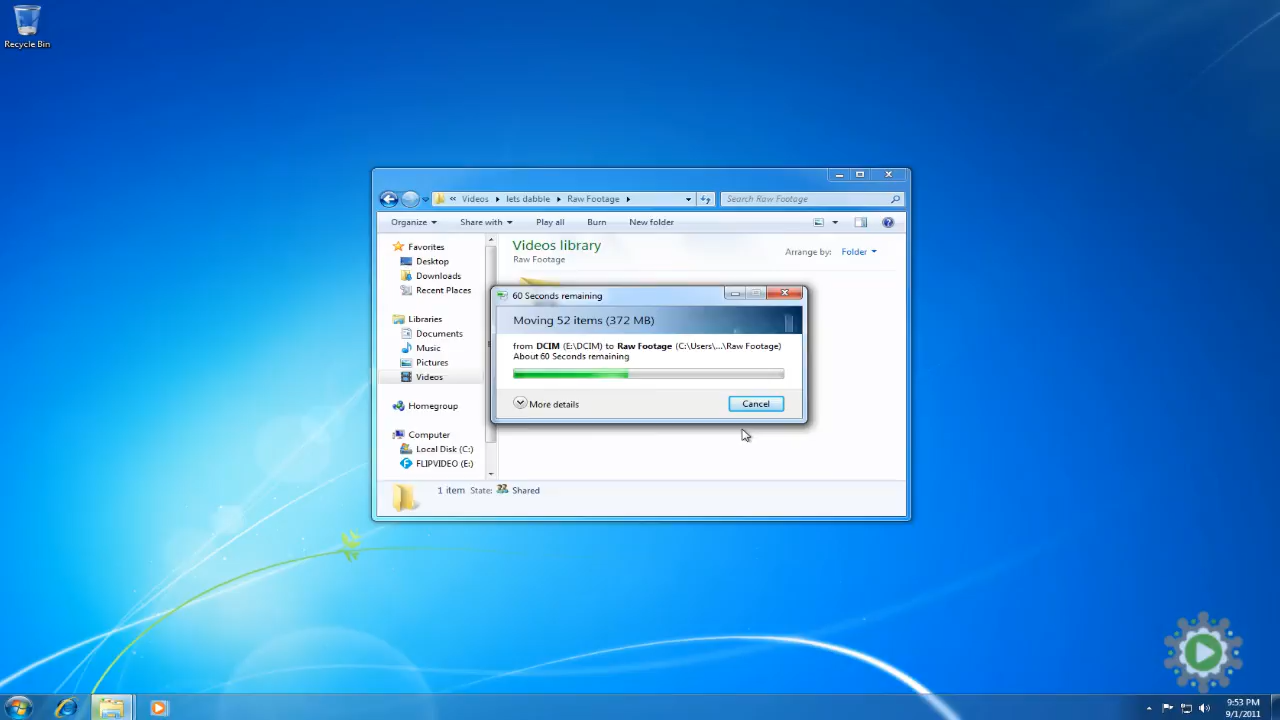 Recycle Bin
« Videos lets dabble Raw Footage
Search Raw Footage
Organize Share with Play all Burn New folder
Favorites
Desktop
Downloads
Recent Places
Libraries
Documents
Music
Pictures
Videos
Homegroup
Computer
Local Disk (C:)
FLIPVIDEO (E:)
Videos library
Raw Footage
Arrange by: Folder
60 Seconds remaining
Moving 52 items (372 MB)
from DCIM (E:\DCIM) to Raw Footage (C:\Users\...\Raw Footage)
About 60 Seconds remaining
More details
Cancel
1 item State: Shared
9:53 PM
9/1/2011